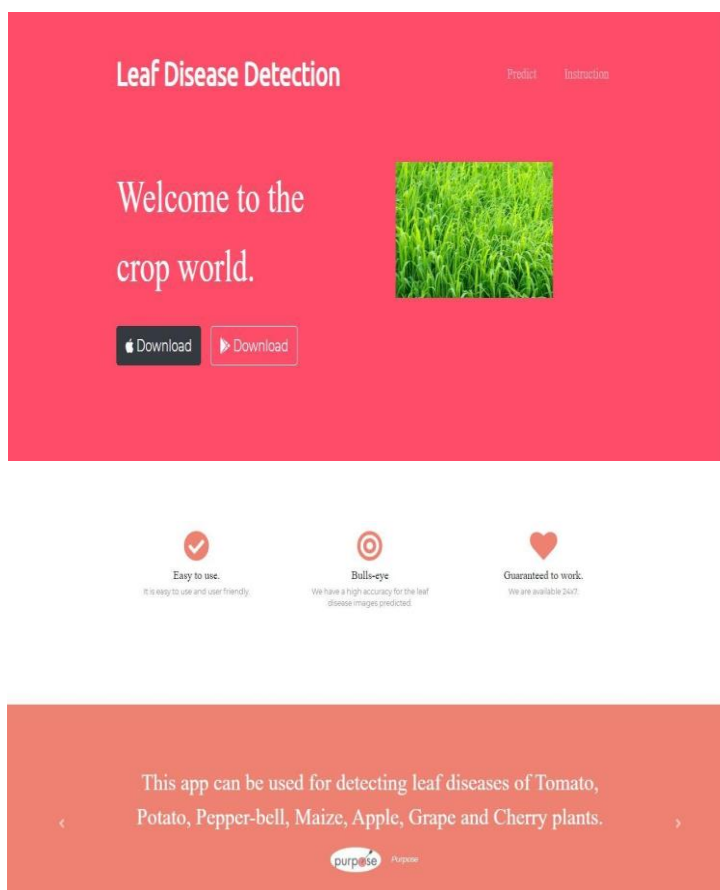 Leaf Disease Detection
Predict
Instruction
Welcome to the
crop world.
Download
Download
Easy to use.
It is easy to use and user friendly.
Bulls-eye
We have a high accuracy for the leaf
disease images predicted.
Guaranteed to work.
We are available 24x7.
This app can be used for detecting leaf diseases of Tomato,
Potato, Pepper-bell, Maize, Apple, Grape and Cherry plants.
purpose
Purpose